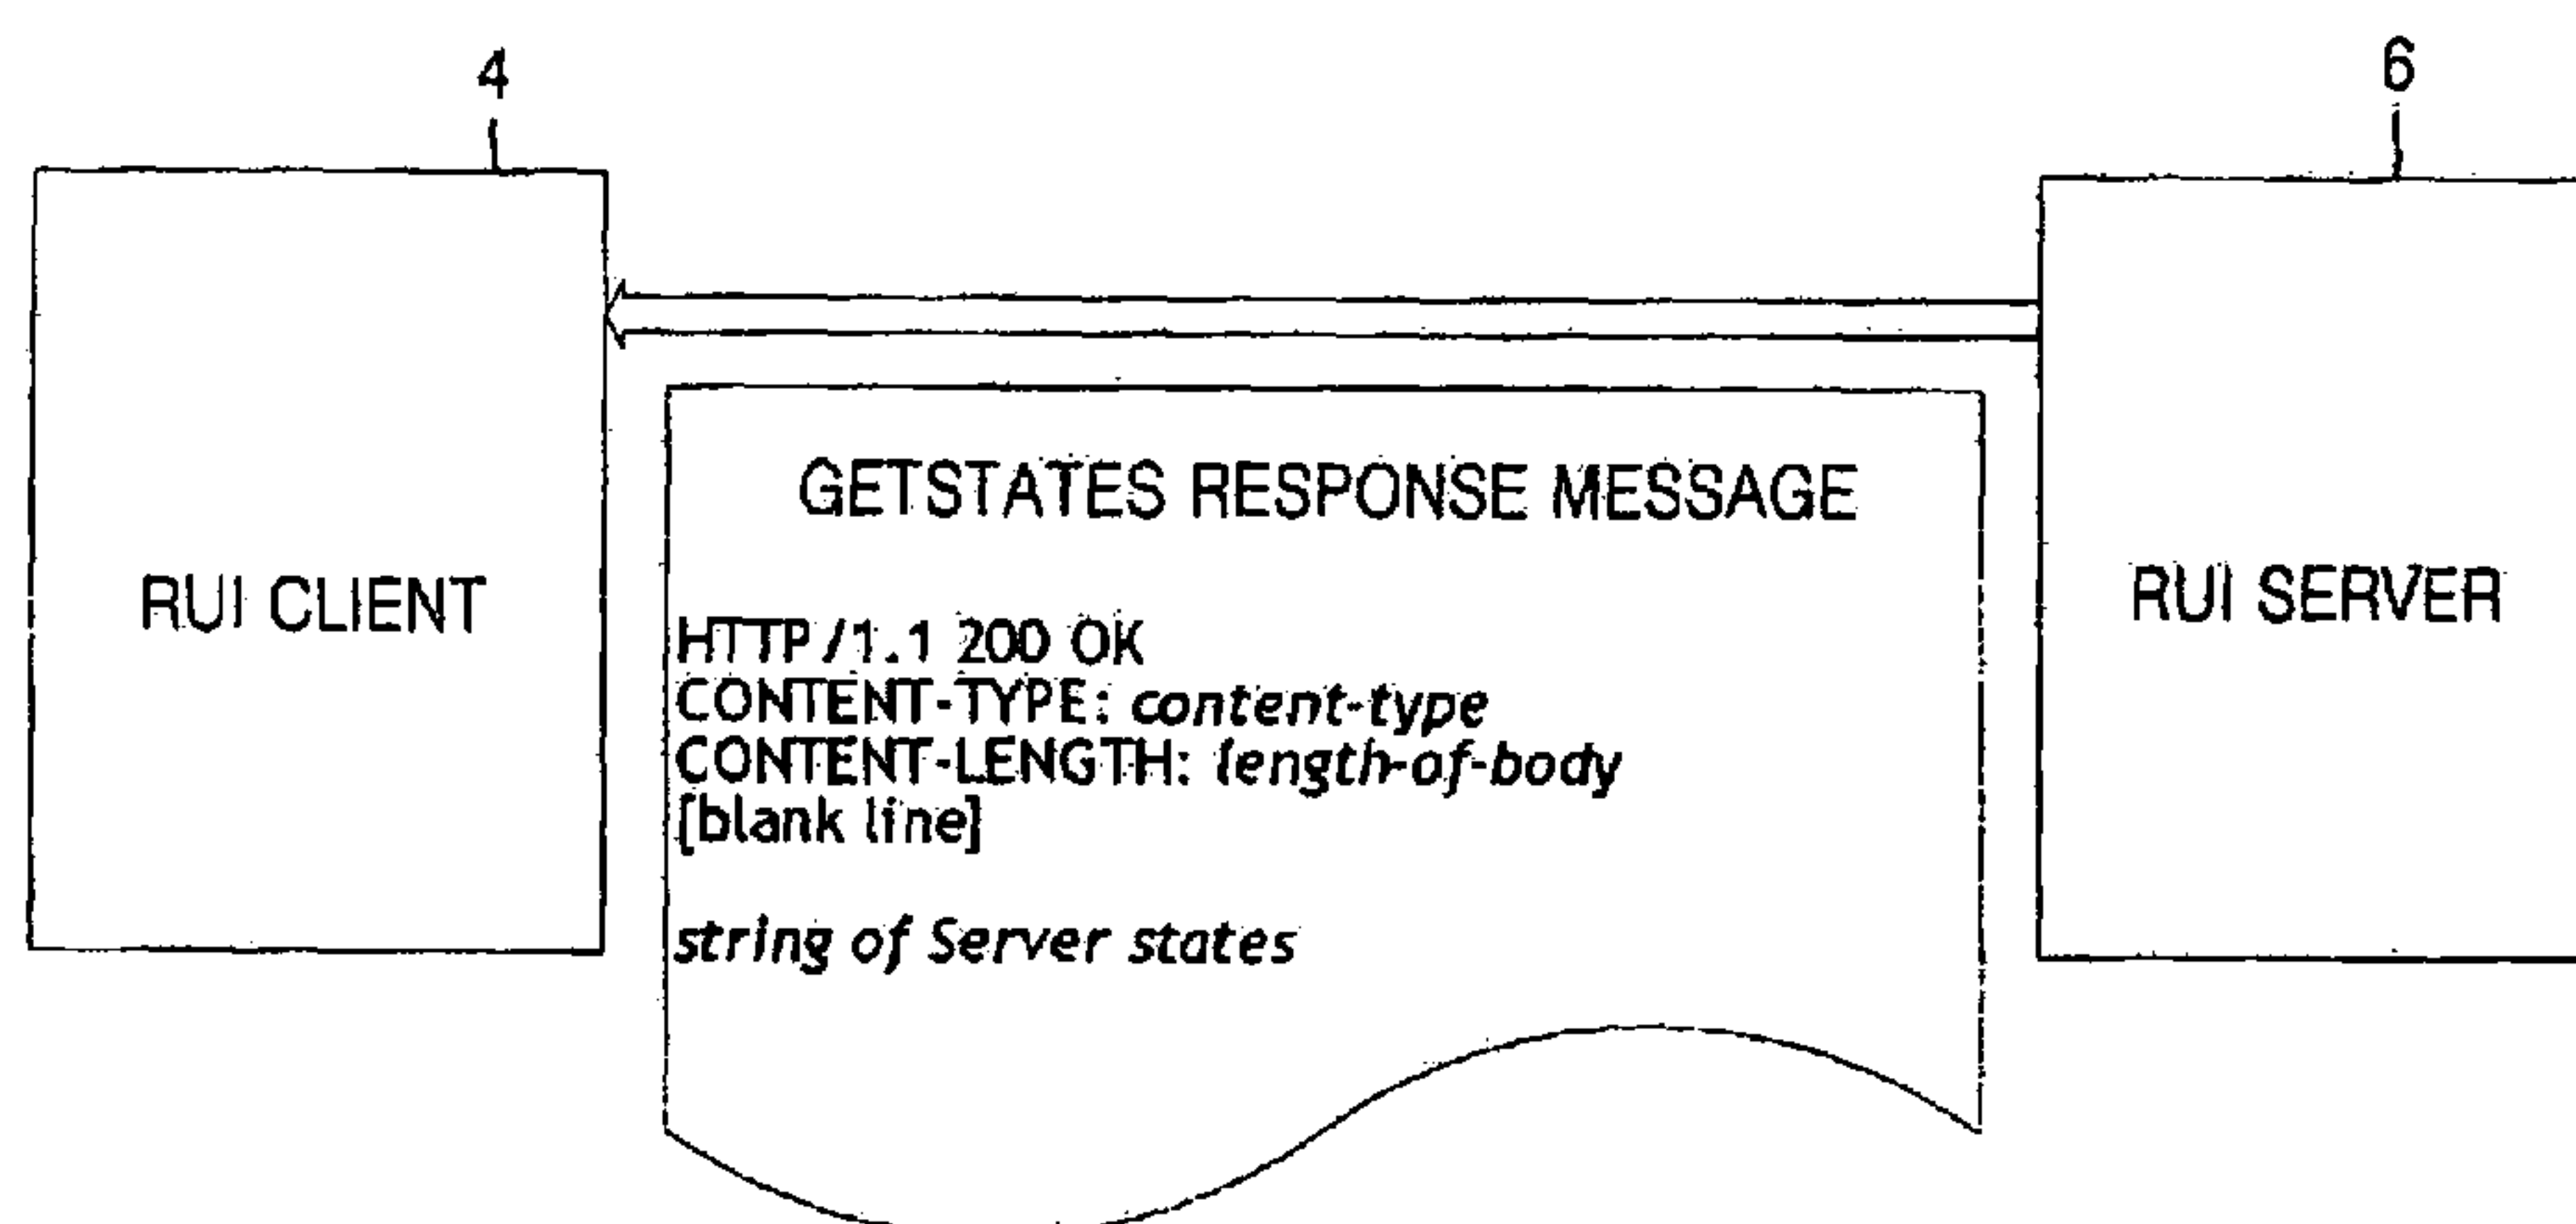 4
6
RUI CLIENT
GETSTATES RESPONSE MESSAGE
HTTP/1.1 200 OK
CONTENT-TYPE: content-type
CONTENT-LENGTH: length-of-body
[blank line]
string of Server states
RUI SERVER